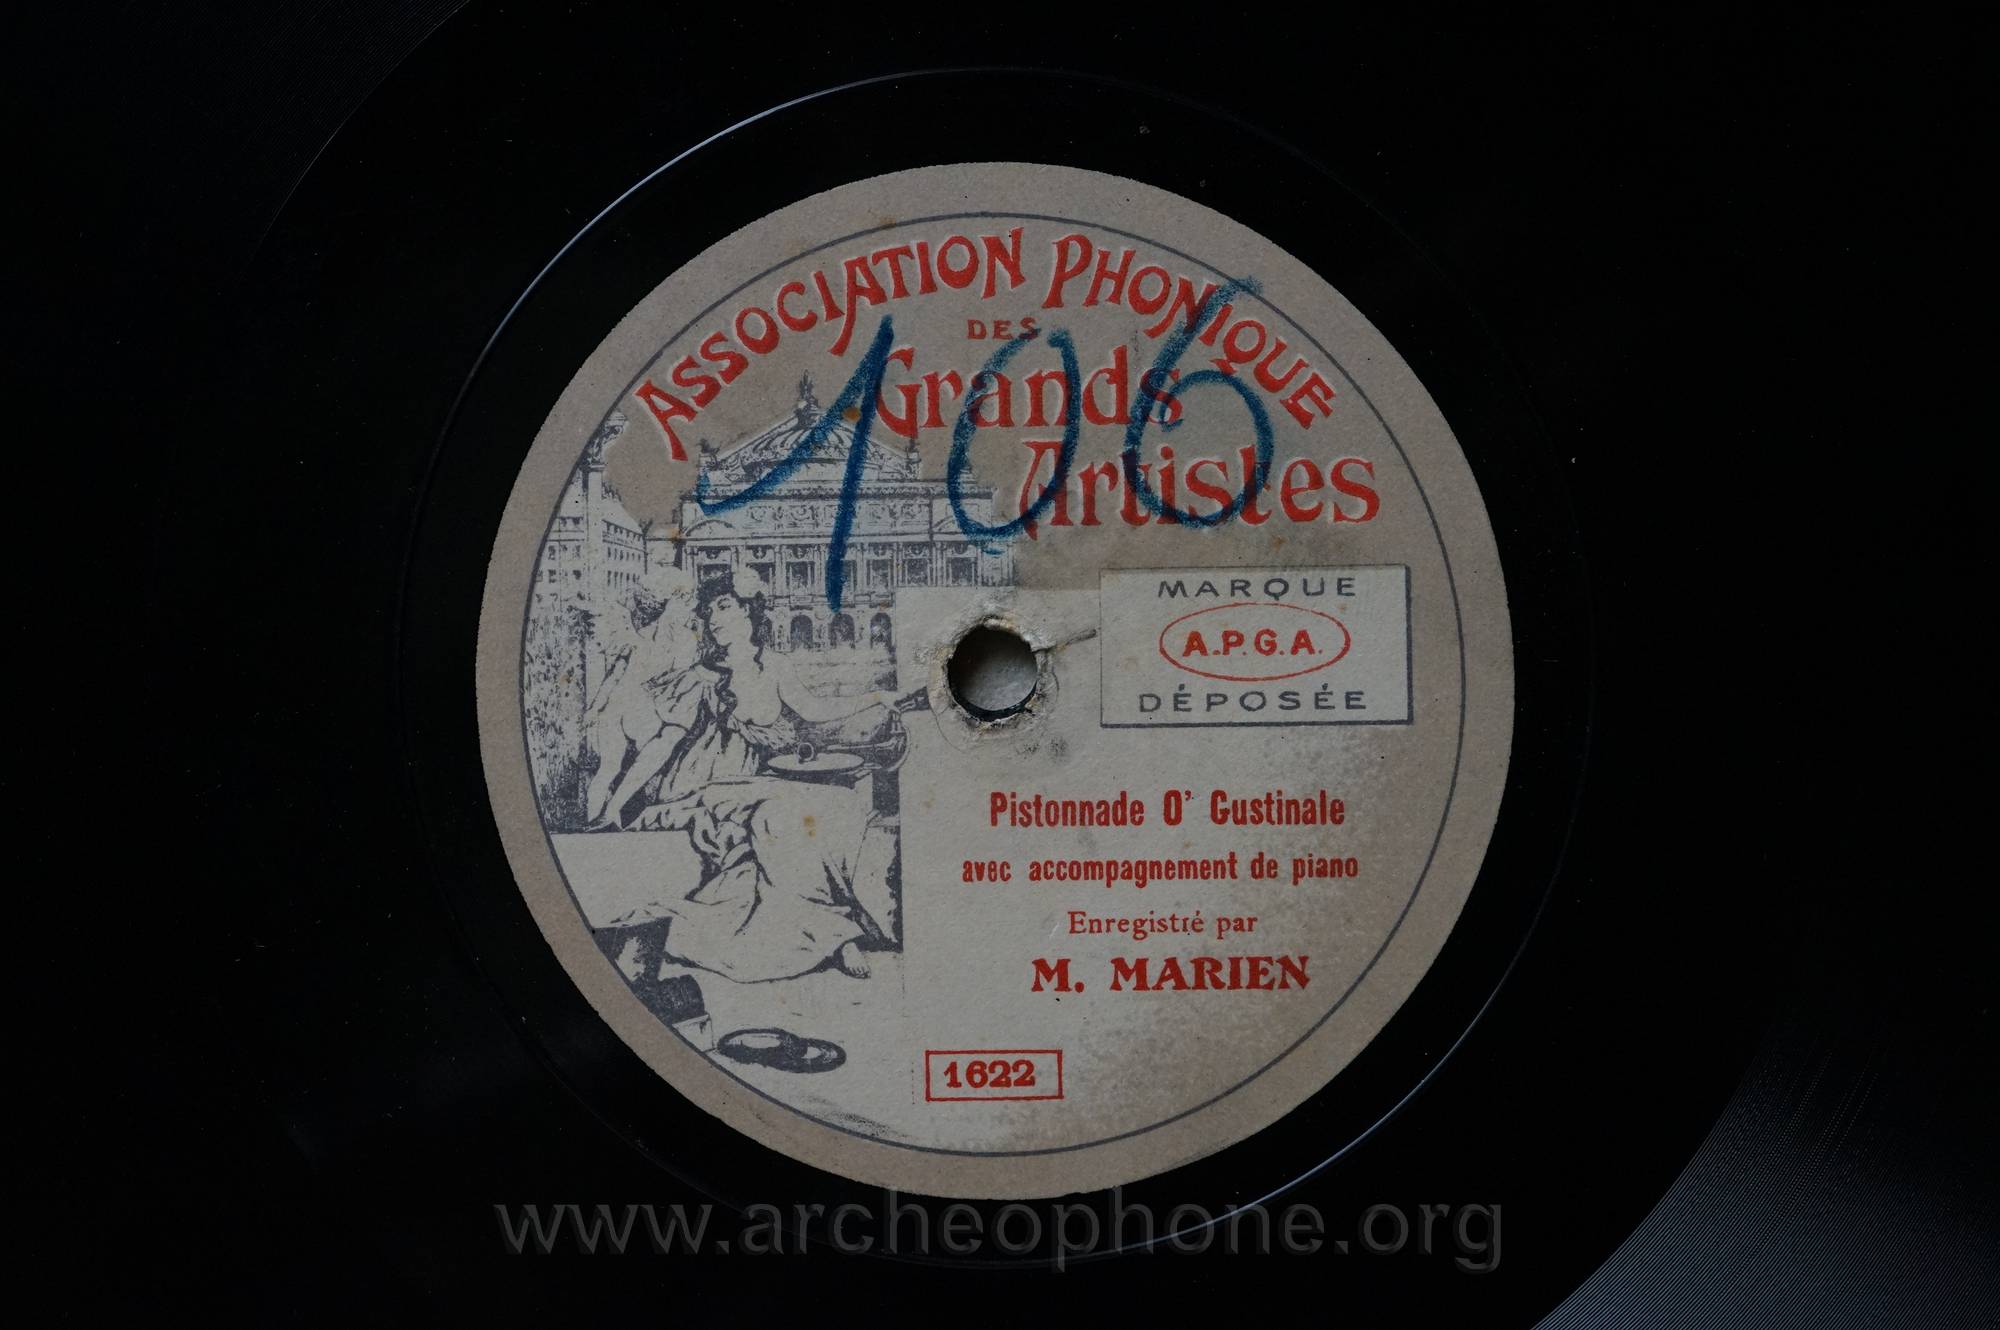 ASSOCIATION PHONIQUE
DES
Grands
Artistes
106
MARQUE
A.P.G.A.
DÉPOSÉE
Pistonnade O' Gustinale
avec accompagnement de piano
Enregistré par
M. MARIEN
1622
www.archeophone.org